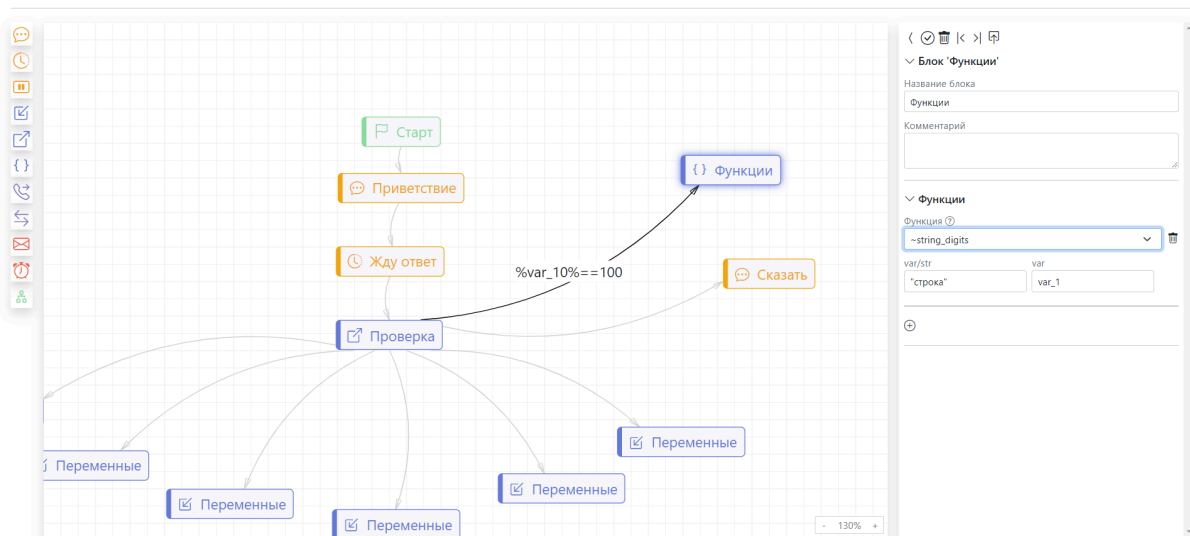 Старт
Приветствие
Жду ответ
%var_10%==100
Функции
Сказать
Проверка
Переменные
Переменные
Переменные
Переменные
Переменные
- 130% +
Блок 'Функции'
Название блока
Функции
Комментарий
Функции
Функция
~string_digits
var/str
var
"строка"
var_1